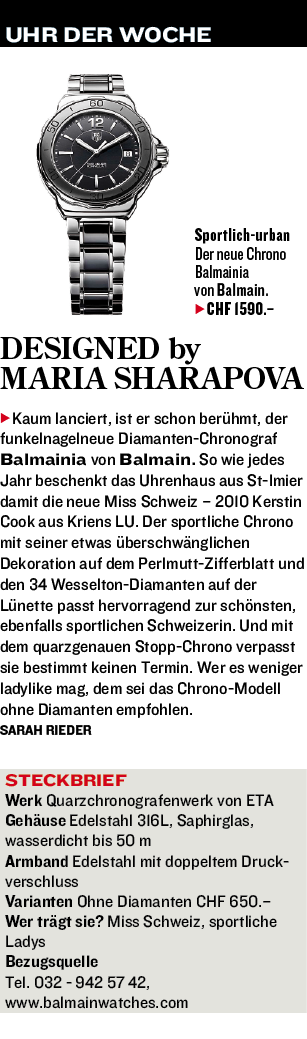 UHR DER WOCHE
60
50
10
12
Sportlich-urban
Der neue Chrono
Balmainia
von Balmain.
▶CHF 1590.–
DESIGNED by
MARIA SHARAPOVA
▶Kaum lanciert, ist er schon berühmt, der
funkelnagelneue Diamanten-Chronograf
Balmainia von Balmain. So wie jedes
Jahr beschenkt das Uhrenhaus aus St-Imier
damit die neue Miss Schweiz – 2010 Kerstin
Cook aus Kriens LU. Der sportliche Chrono
mit seiner etwas überschwänglichen
Dekoration auf dem Perlmutt-Zifferblatt und
den 34 Wesselton-Diamanten auf der
Lünette passt hervorragend zur schönsten,
ebenfalls sportlichen Schweizerin. Und mit
dem quarzgenauen Stopp-Chrono verpasst
sie bestimmt keinen Termin. Wer es weniger
ladylike mag, dem sei das Chrono-Modell
ohne Diamanten empfohlen.
SARAH RIEDER
STECKBRIEF
Werk Quarzchronografenwerk von ETA
Gehäuse Edelstahl 316L, Saphirglas,
wasserdicht bis 50 m
Armband Edelstahl mit doppeltem Druck-
verschluss
Varianten Ohne Diamanten CHF 650.–
Wer trägt sie? Miss Schweiz, sportliche
Ladys
Bezugsquelle
Tel. 032 - 942 57 42,
www.balmainwatches.com